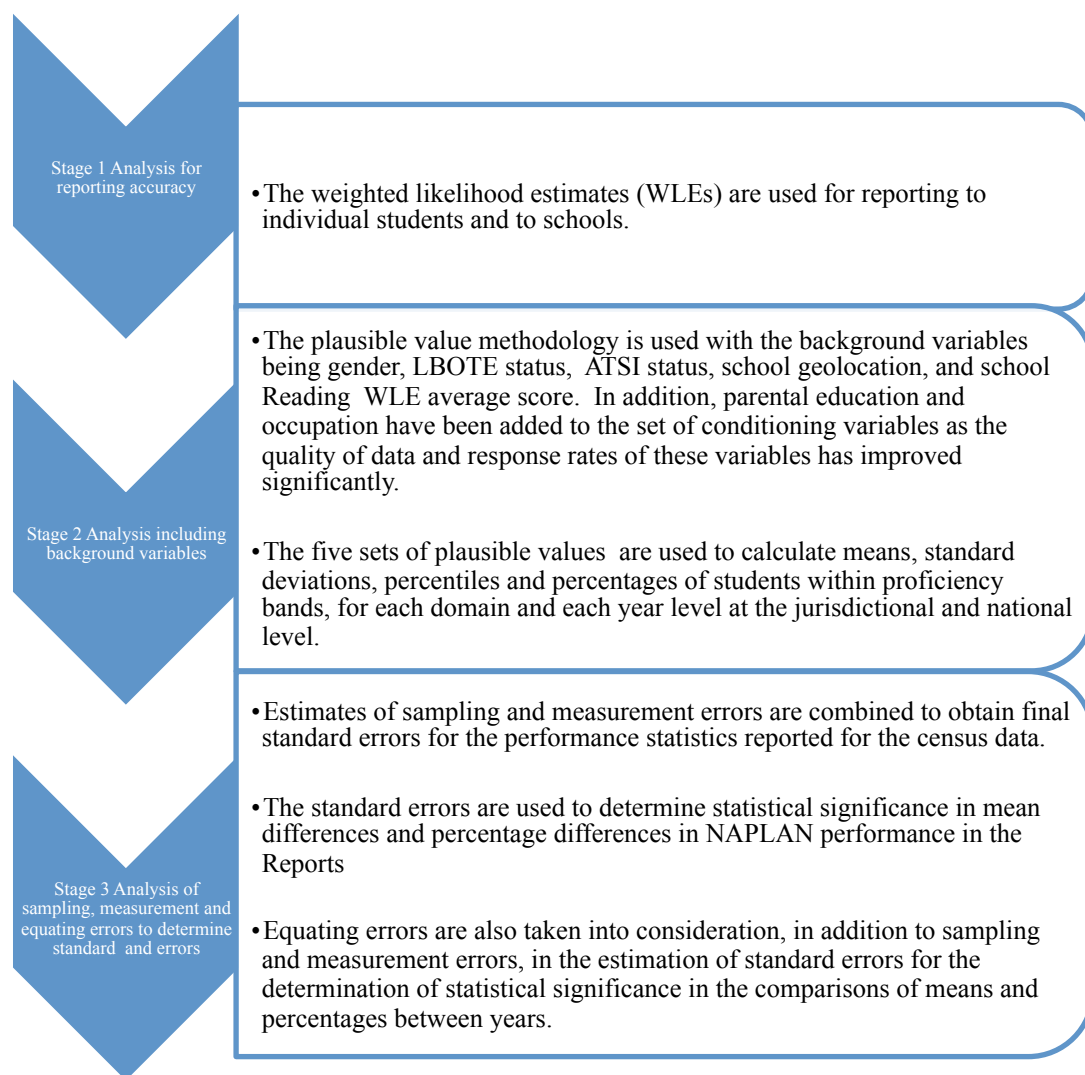 Stage 1 Analysis for
reporting accuracy
•The weighted likelihood estimates (WLEs) are used for reporting to
individual students and to schools.
Stage 2 Analysis including
background variables
•The plausible value methodology is used with the background variables
being gender, LBOTE status, ATSI status, school geolocation, and school
Reading WLE average score. In addition, parental education and
occupation have been added to the set of conditioning variables as the
quality of data and response rates of these variables has improved
significantly.
•The five sets of plausible values are used to calculate means, standard
deviations, percentiles and percentages of students within proficiency
bands, for each domain and each year level at the jurisdictional and national
level.
Stage 3 Analysis of
sampling, measurement and
equating errors to determine
standard and errors
•Estimates of sampling and measurement errors are combined to obtain final
standard errors for the performance statistics reported for the census data.
•The standard errors are used to determine statistical significance in mean
differences and percentage differences in NAPLAN performance in the
Reports
•Equating errors are also taken into consideration, in addition to sampling
and measurement errors, in the estimation of standard errors for the
determination of statistical significance in the comparisons of means and
percentages between years.